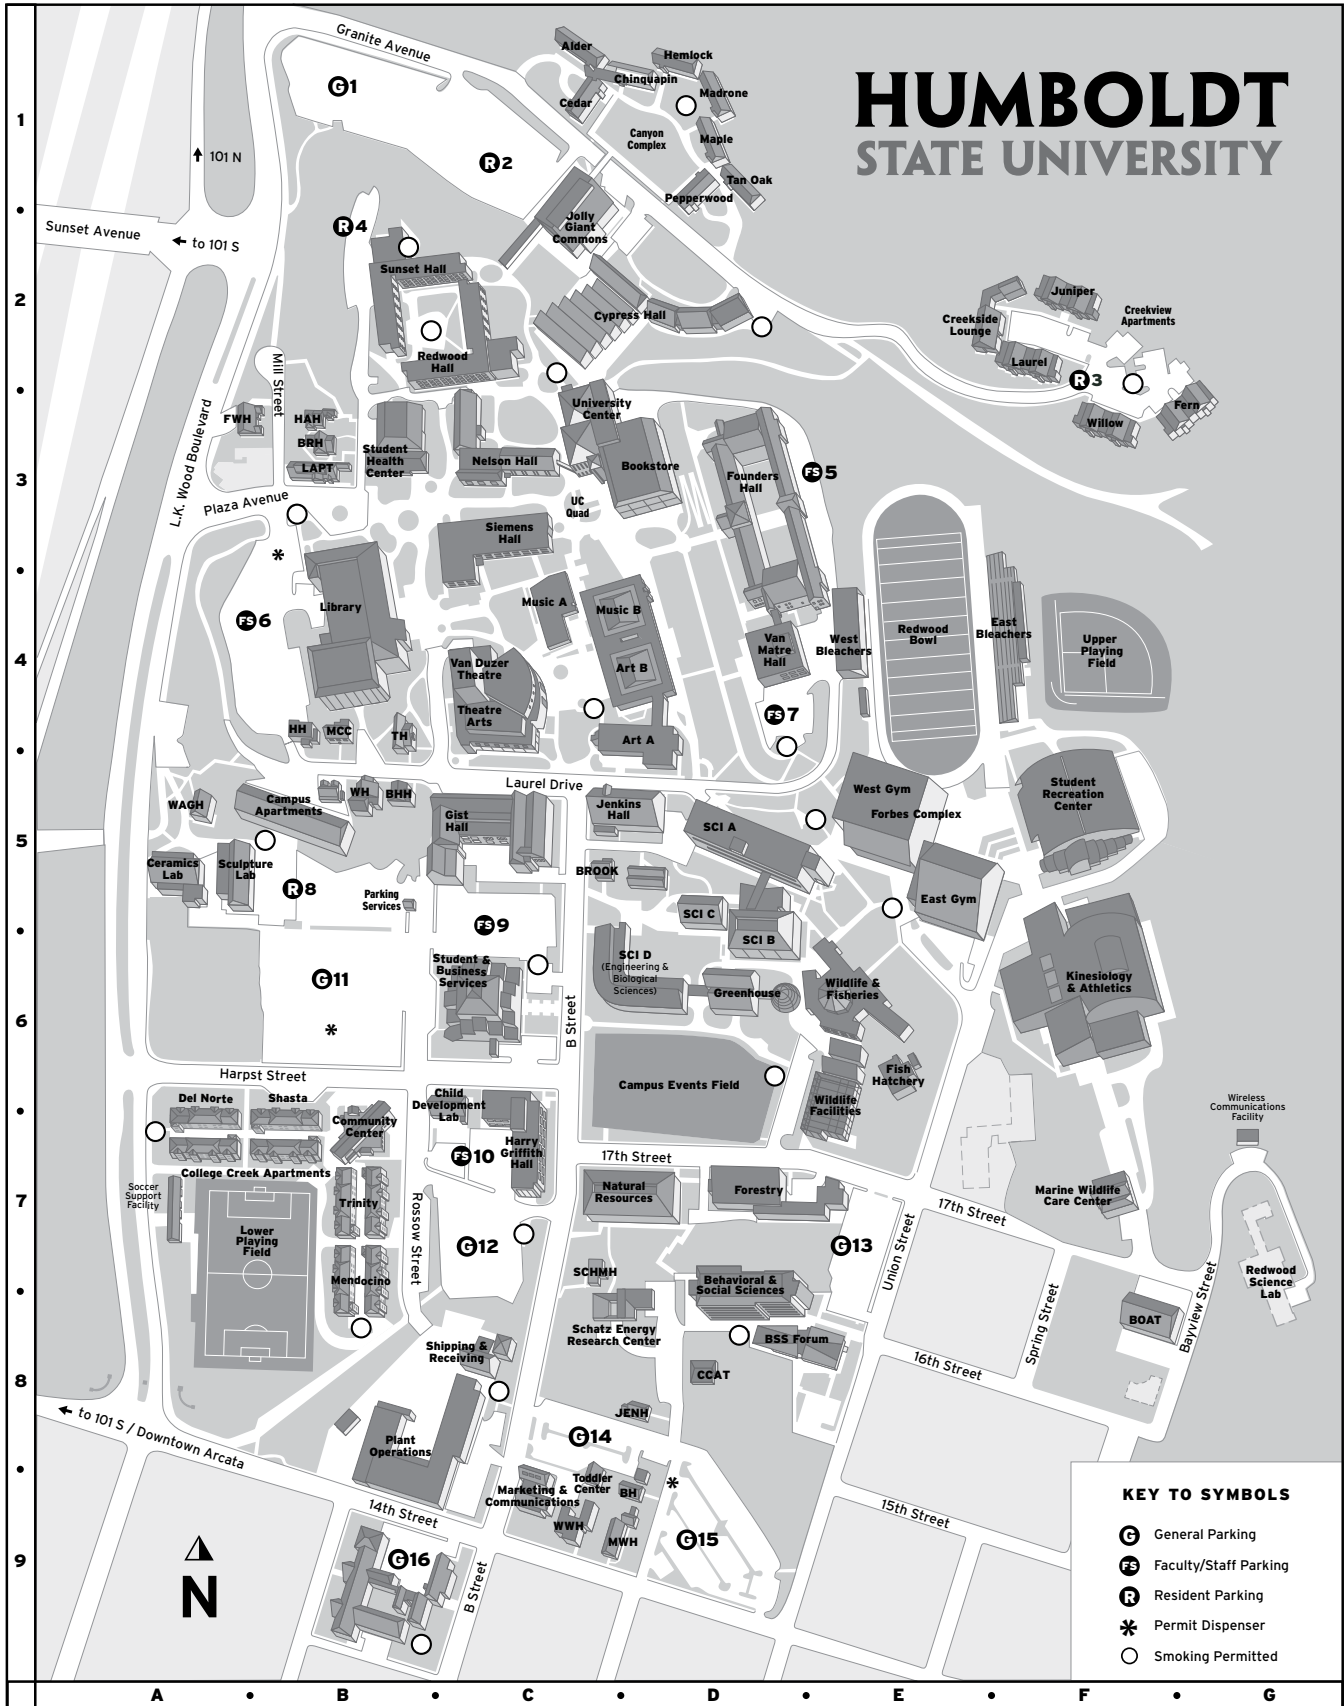 HUMBOLDT
STATE UNIVERSITY
Granite Avenue
G1
R2
101 N
Sunset Avenue
to 101 S
R4
Alder
Hemlock
Chinquapin
Cedar
Madrone
Canyon
Complex
Maple
Tan Oak
Pepperwood
Jolly
Giant
Commons
Sunset Hall
Cypress Hall
Redwood
Hall
Juniper
Creekside
Lounge
Creekview
Apartments
Laurel
R3
Fern
Willow
Mill Street
L.K. Wood Boulevard
FWH
HAH
BRH
LAPT
Student
Health
Center
Nelson Hall
University
Center
Bookstore
Founders
Hall
FS5
UC
Quad
Plaza Avenue
*
Siemens
Hall
Library
FS6
Music A
Music B
Art B
Van
Matre
Hall
West
Bleachers
Redwood
Bowl
East
Bleachers
Upper
Playing
Field
Van Duzer
Theatre
Theatre
Arts
FS7
HH
MCC
TH
Art A
Laurel Drive
WAGH
Campus
Apartments
WH
BHH
Gist
Hall
Jenkins
Hall
SCI A
West Gym
Forbes Complex
Student
Recreation
Center
Ceramics
Lab
Sculpture
Lab
R8
Parking
Services
BROOK
SCI C
SCI B
East Gym
FS9
G11
*
Student &
Business
Services
B Street
SCI D
(Engineering &
Biological
Sciences)
Greenhouse
Wildlife &
Fisheries
Kinesiology
& Athletics
Harpst Street
Campus Events Field
Fish
Hatchery
Wildlife
Facilities
Del Norte
Shasta
Community
Center
Child
Development
Lab
FS10
Harry
Griffith
Hall
College Creek Apartments
17th Street
Wireless
Communications
Facility
Soccer
Support
Facility
Lower
Playing
Field
Trinity
Rossow Street
G12
Natural
Resources
Forestry
G13
Union Street
17th Street
Marine Wildlife
Care Center
Mendocino
SCHMH
Behavioral &
Social Sciences
Schatz Energy
Research Center
BSS Forum
Spring Street
BOAT
Bayview Street
Redwood
Science
Lab
Shipping &
Receiving
CCAT
16th Street
to 101 S / Downtown Arcata
Plant
Operations
JENH
G14
*
Toddler
Center
Marketing &
Communications
BH
WWH
MWH
G15
15th Street
14th Street
G16
B Street
N
KEY TO SYMBOLS
G General Parking
FS Faculty/Staff Parking
R Resident Parking
* Permit Dispenser
Smoking Permitted
1
2
3
4
5
6
7
8
9
A • B • C • D • E • F • G